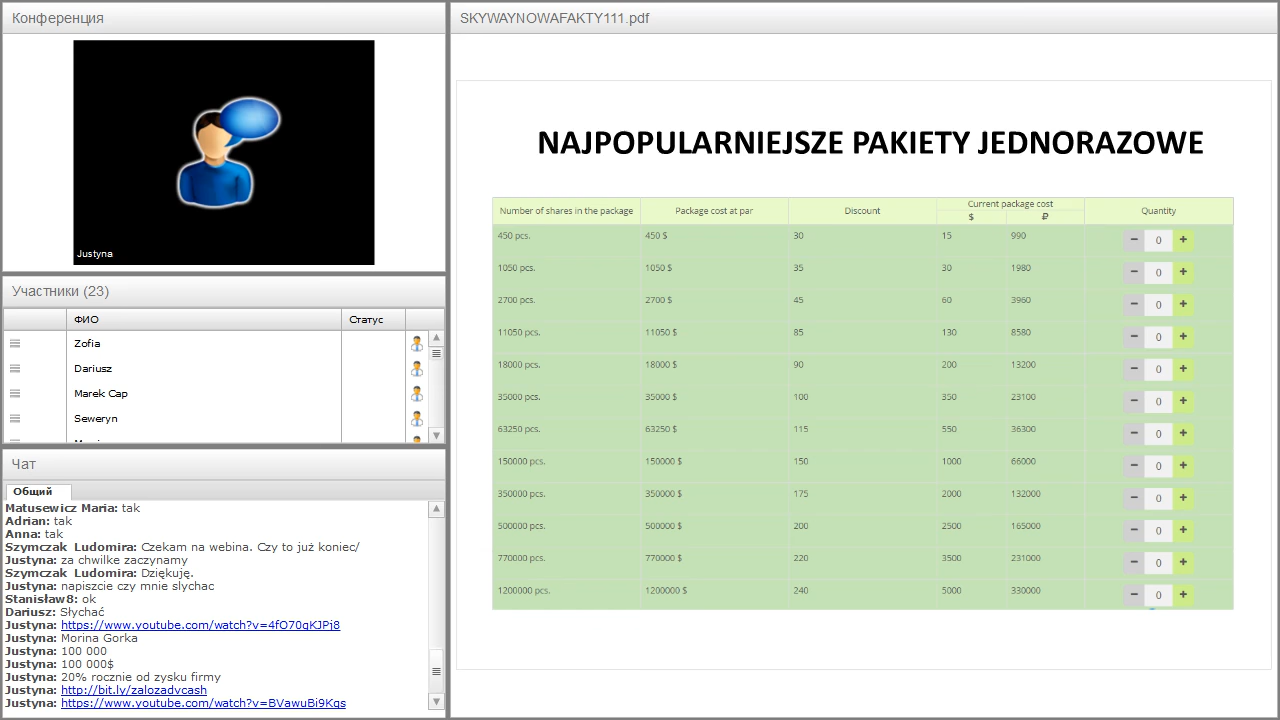 Конференция
Justyna
Участники (23)
ФИО Статус
Zofia
Dariusz
Marek Cap
Seweryn
Чат
Общий
Matusewicz Maria: tak
Adrian: tak
Anna: tak
Szymczak Ludomira: Czekam na webina. Czy to już koniec/
Justyna: za chwilke zaczynamy
Szymczak Ludomira: Dziękuję.
Justyna: napiszcie czy mnie slychac
Stanisław8: ok
Dariusz: Słychać
Justyna: https://www.youtube.com/watch?v=4fO70gKJPj8
Justyna: Morina Gorka
Justyna: 100 000
Justyna: 100 000$
Justyna: 20% rocznie od zysku firmy
Justyna: http://bit.ly/zalozadvcash
Justyna: https://www.youtube.com/watch?v=BVawuBi9Kqs
SKYWAYNOWAFAKTY111.pdf
NAJPOPULARNIEJSZE PAKIETY JEDNORAZOWE
Number of shares in the package Package cost at par Discount Current package cost Quantity
$ ₽
450 pcs. 450 $ 30 15 990 − 0 +
1050 pcs. 1050 $ 35 30 1980 − 0 +
2700 pcs. 2700 $ 45 60 3960 − 0 +
11050 pcs. 11050 $ 85 130 8580 − 0 +
18000 pcs. 18000 $ 90 200 13200 − 0 +
35000 pcs. 35000 $ 100 350 23100 − 0 +
63250 pcs. 63250 $ 115 550 36300 − 0 +
150000 pcs. 150000 $ 150 1000 66000 − 0 +
350000 pcs. 350000 $ 175 2000 132000 − 0 +
500000 pcs. 500000 $ 200 2500 165000 − 0 +
770000 pcs. 770000 $ 220 3500 231000 − 0 +
1200000 pcs. 1200000 $ 240 5000 330000 − 0 +